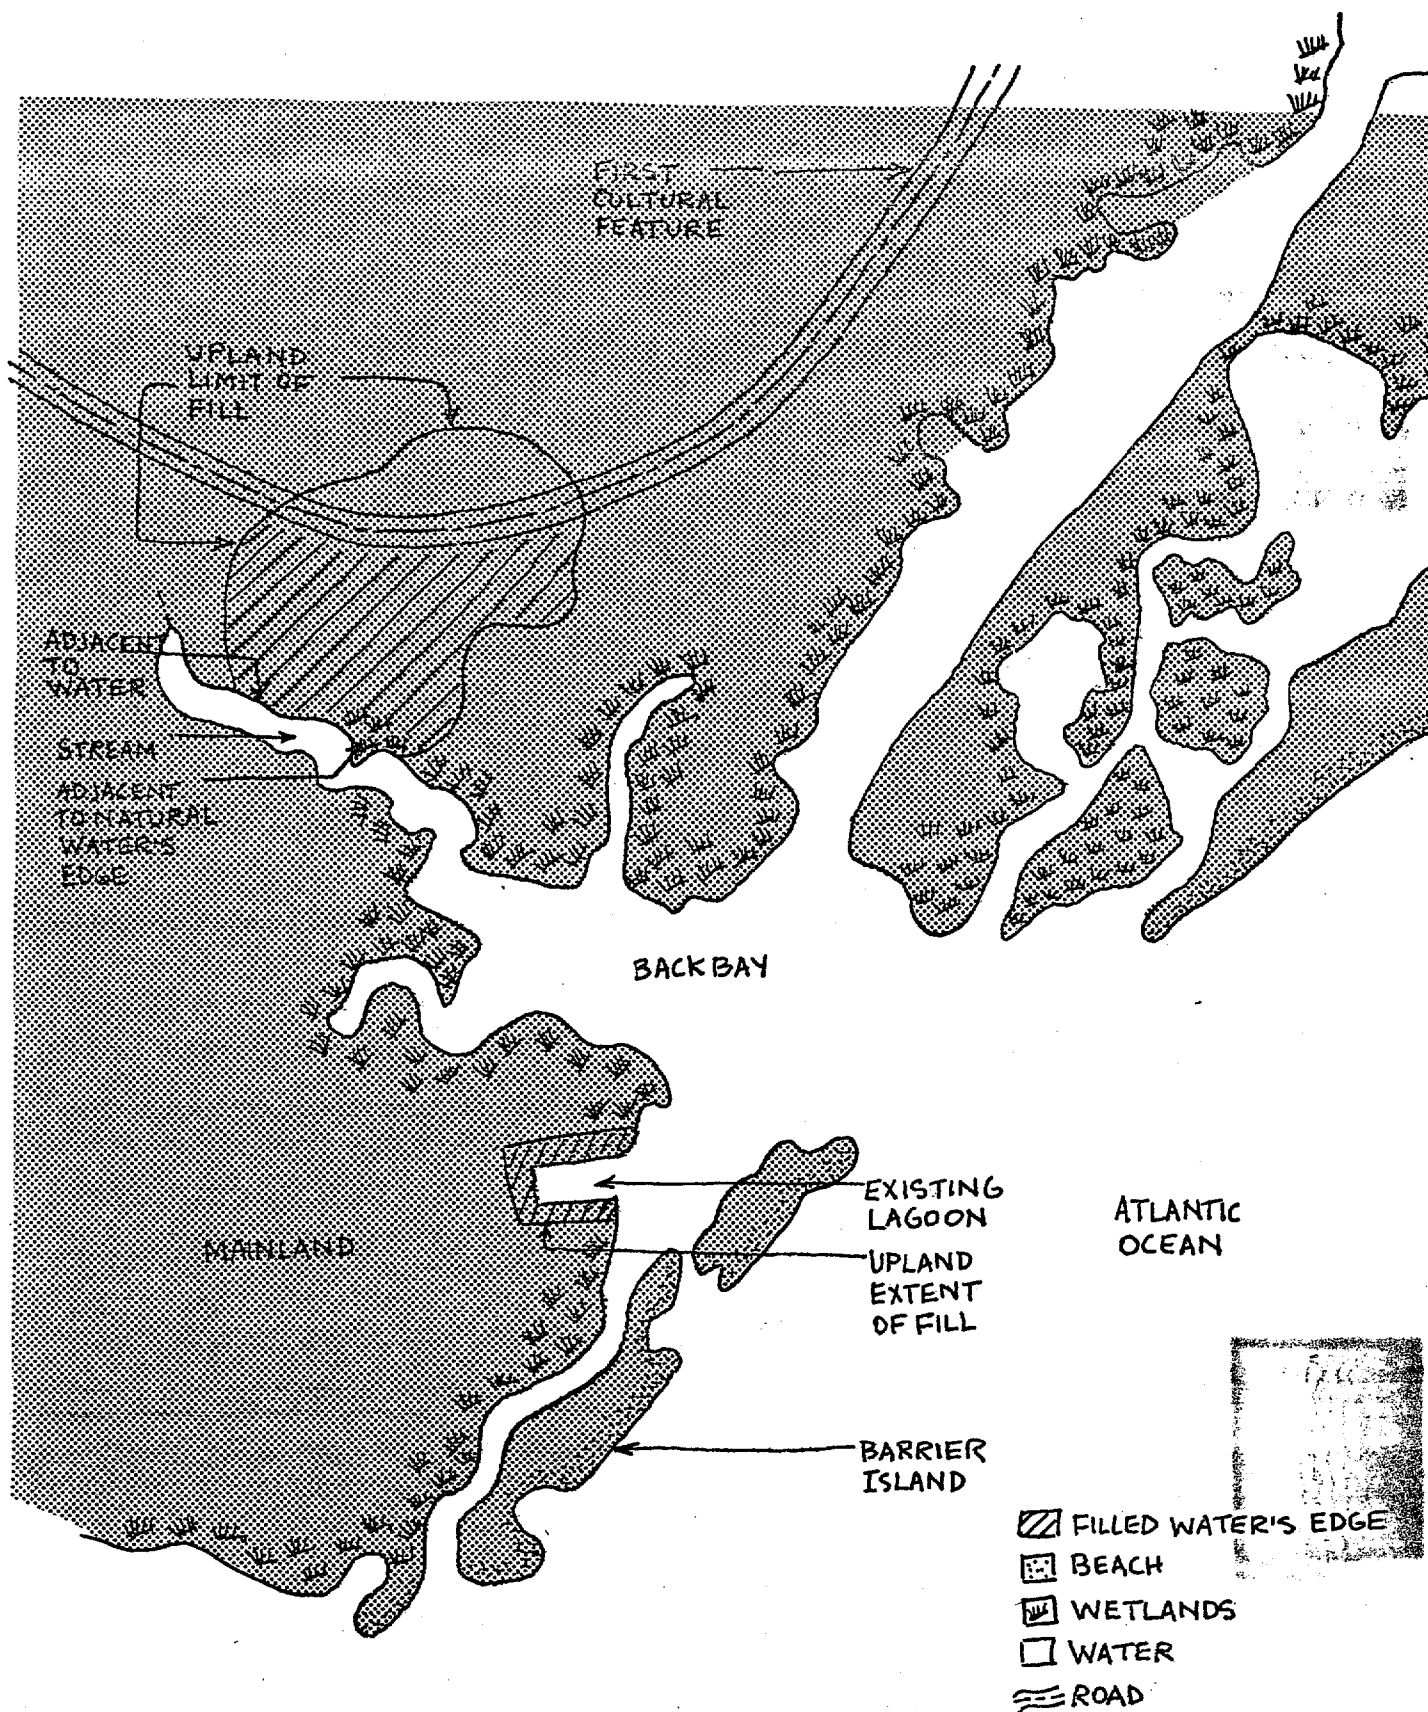 FIRST
CULTURAL
FEATURE
UPLAND
LIMIT OF
FILL
ADJACENT
TO
WATER
STREAM
ADJACENT
TO NATURAL
WATER'S
EDGE
BACK BAY
EXISTING
LAGOON
ATLANTIC
OCEAN
MAINLAND
UPLAND
EXTENT
OF FILL
BARRIER
ISLAND
FILLED WATER'S EDGE
BEACH
WETLANDS
WATER
ROAD